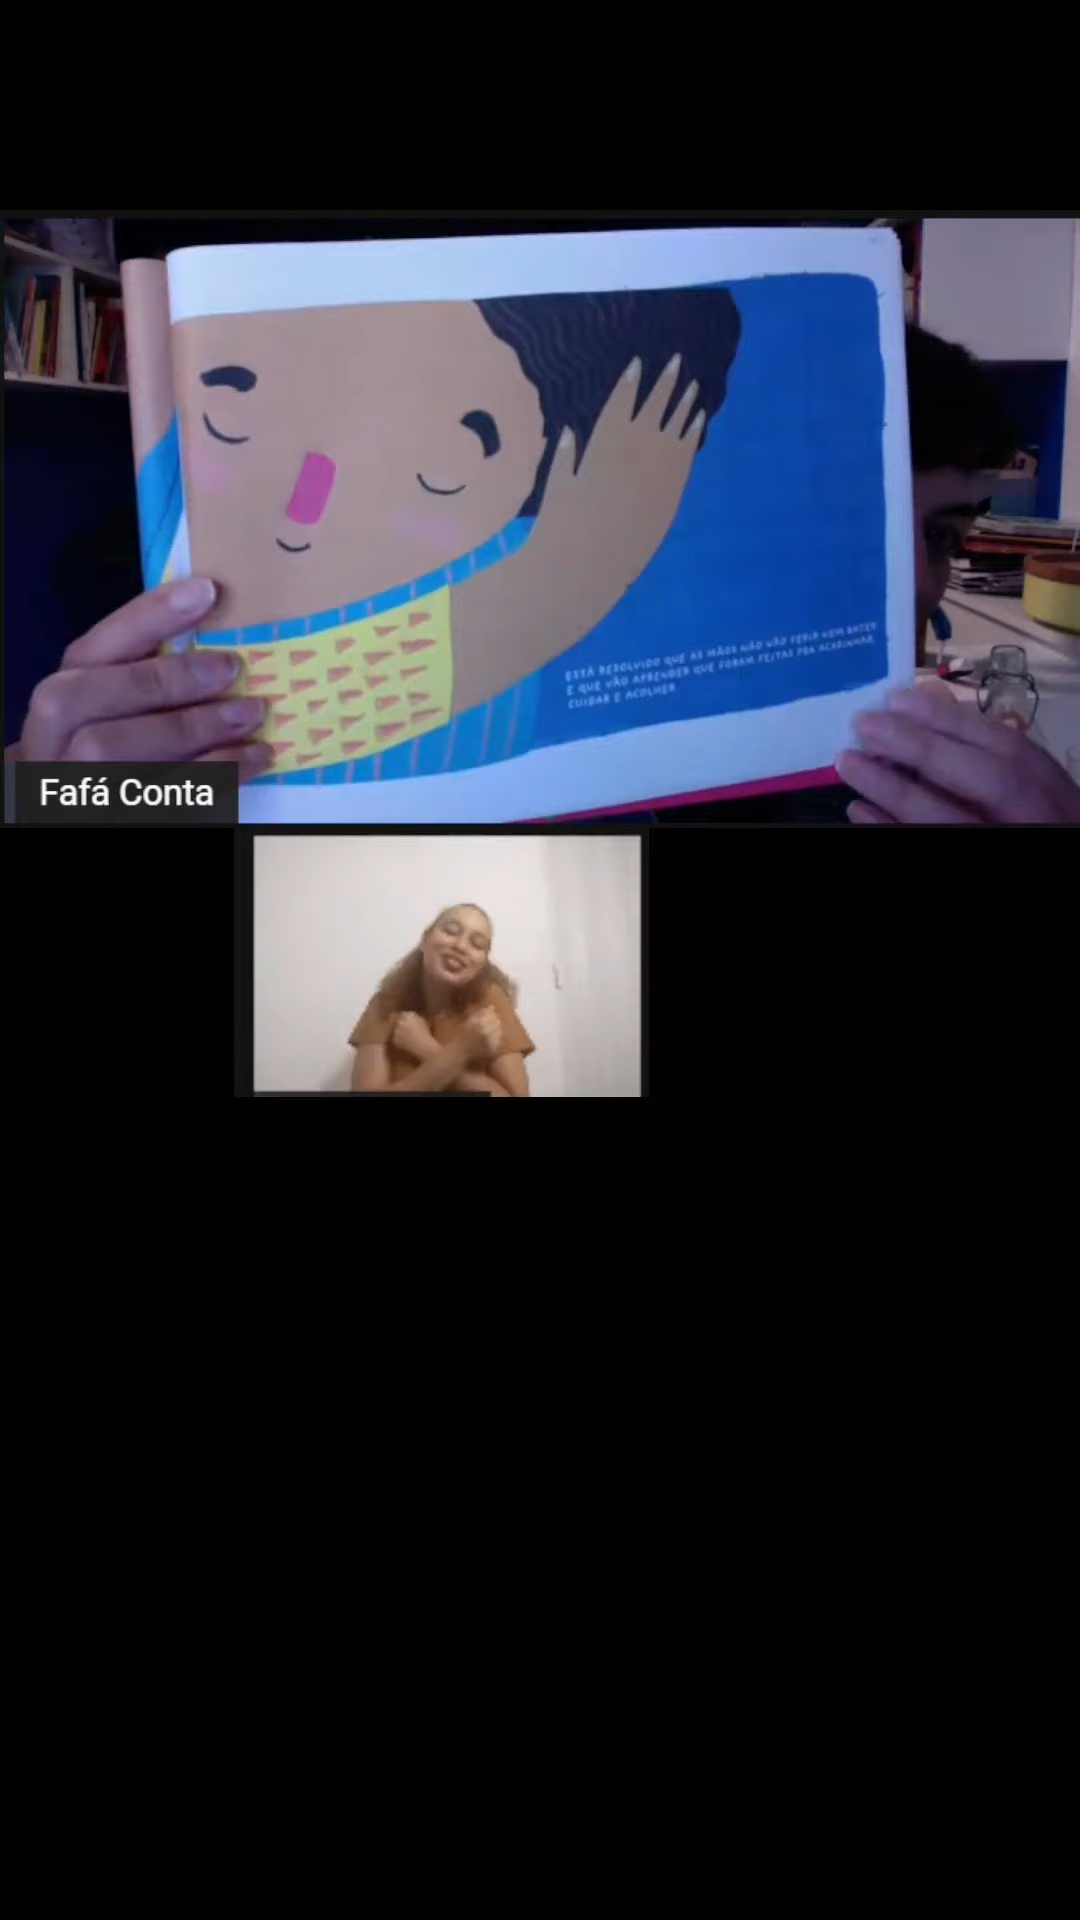 ESTÁ RESOLVIDO QUE AS MÃOS NÃO VÃO FERIR NEM BATER
E QUE VÃO APRENDER QUE FORAM FEITAS PRA ACARINHAR,
CUIDAR E ACOLHER.
Fafá Conta